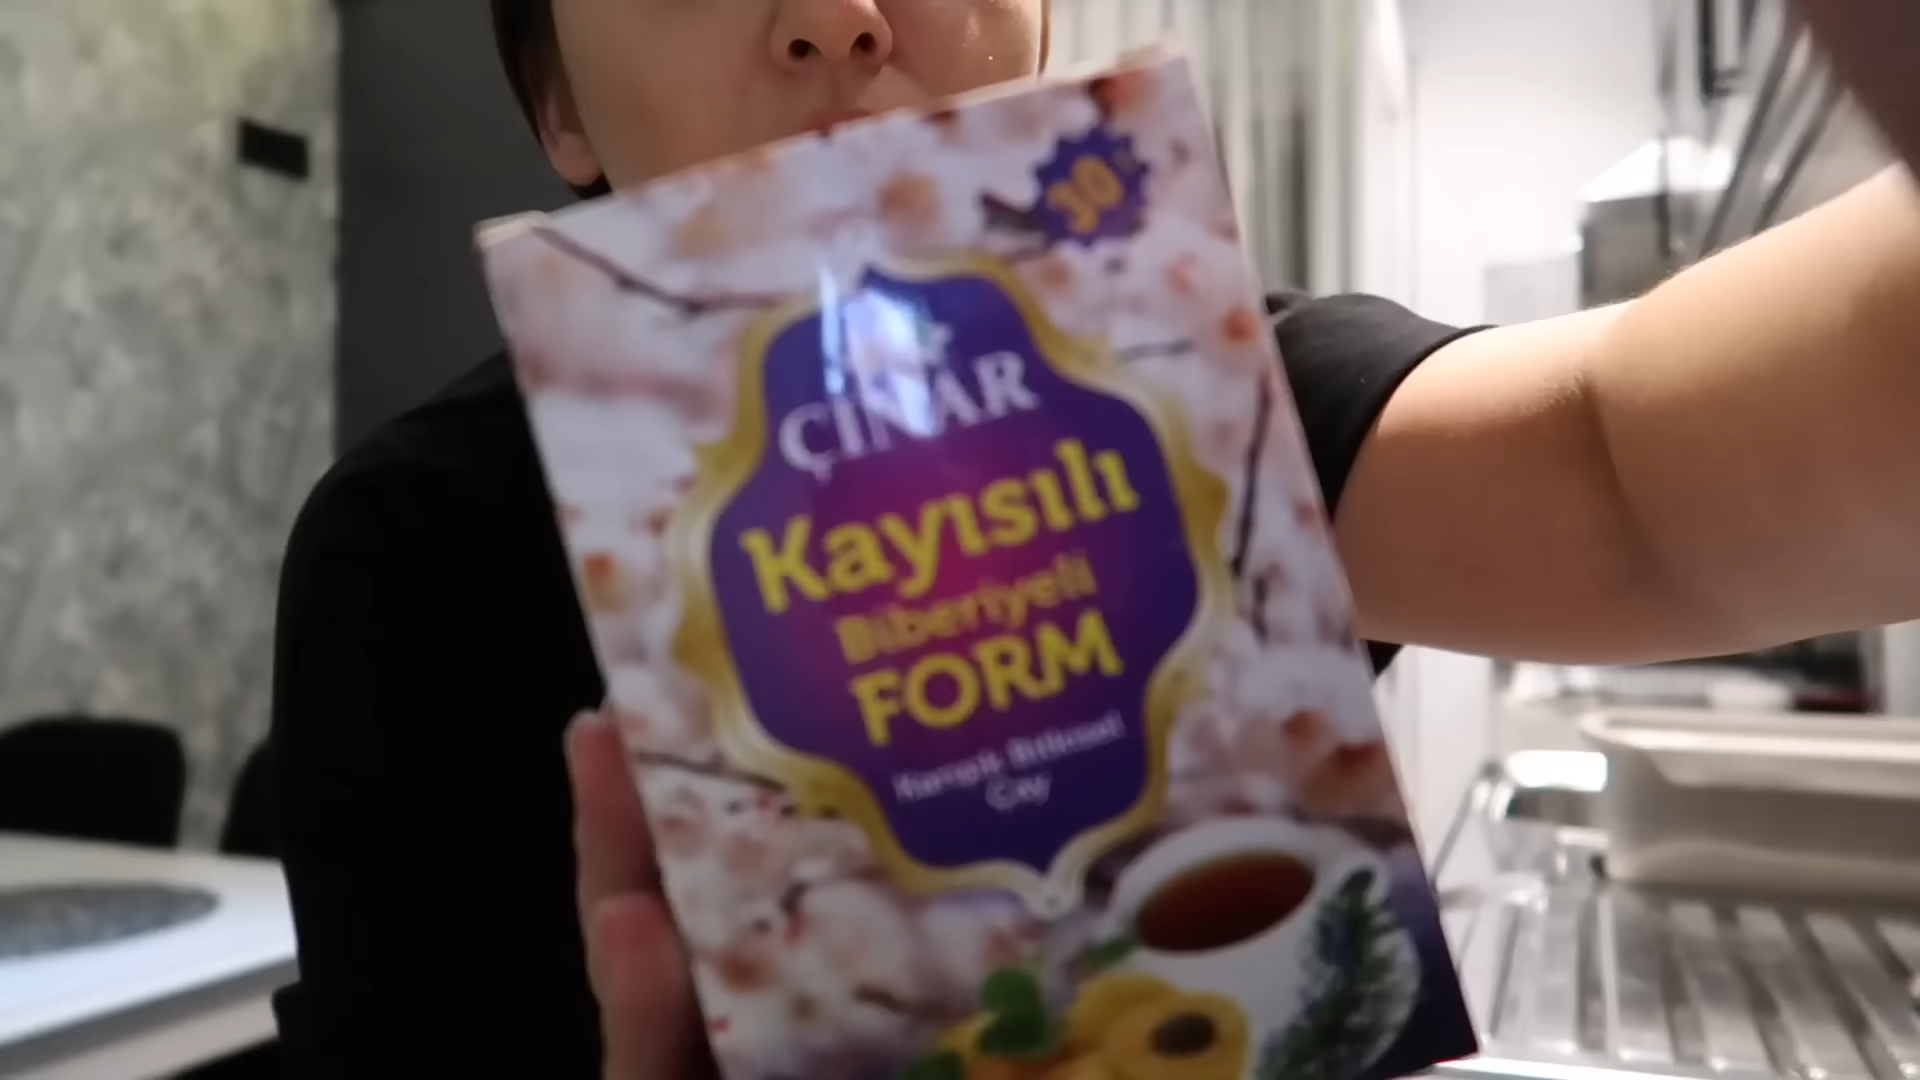 30
ÇINAR
Kayısılı
Biberiyeli
FORM
Karışık Bitkisel
Çay